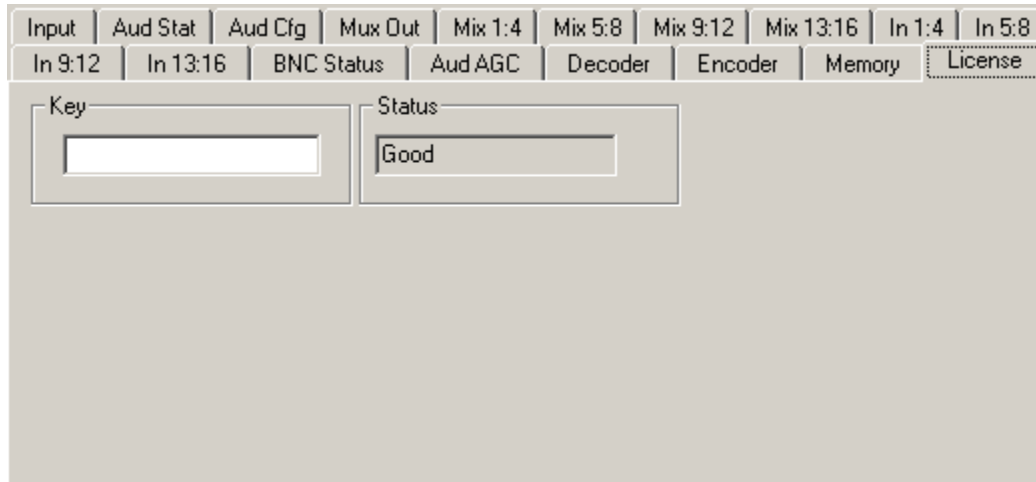 Input Aud Stat Aud Cfg Mux Out Mix 1:4 Mix 5:8 Mix 9:12 Mix 13:16 In 1:4 In 5:8
In 9:12 In 13:16 BNC Status Aud AGC Decoder Encoder Memory License
Key Status
Good